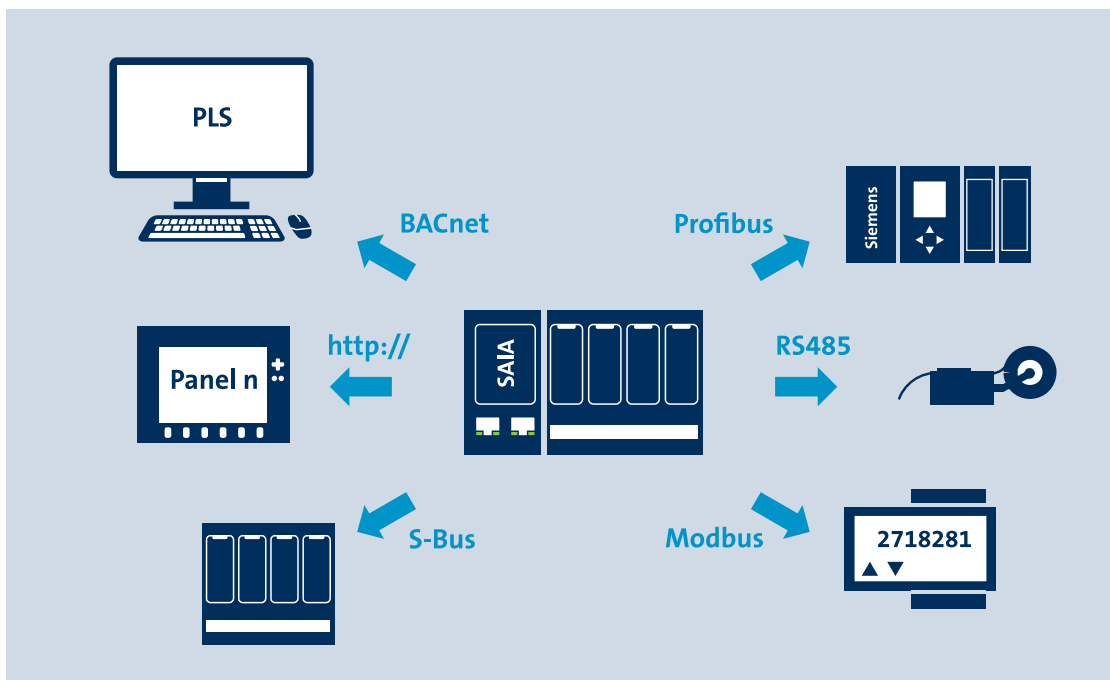 PLS
BACnet
Profibus
Siemens
http://
Panel n
SAIA
RS485
S-Bus
Modbus
2718281